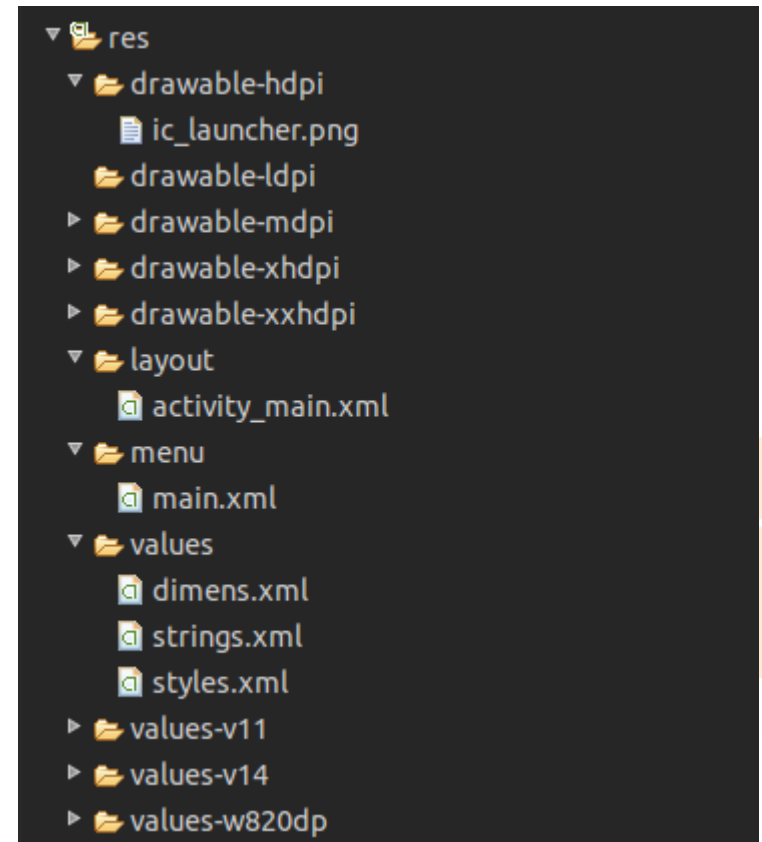 res
drawable-hdpi
ic_launcher.png
drawable-ldpi
drawable-mdpi
drawable-xhdpi
drawable-xxhdpi
layout
activity_main.xml
menu
main.xml
values
dimens.xml
strings.xml
styles.xml
values-v11
values-v14
values-w820dp